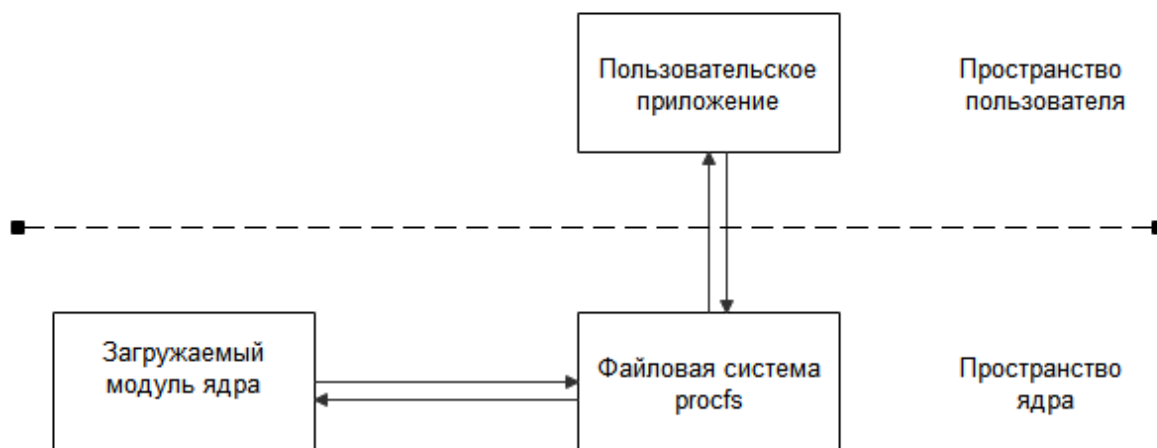 Пользовательское
приложение
Пространство
пользователя
Загружаемый
модуль ядра
Файловая система
procfs
Пространство
ядра